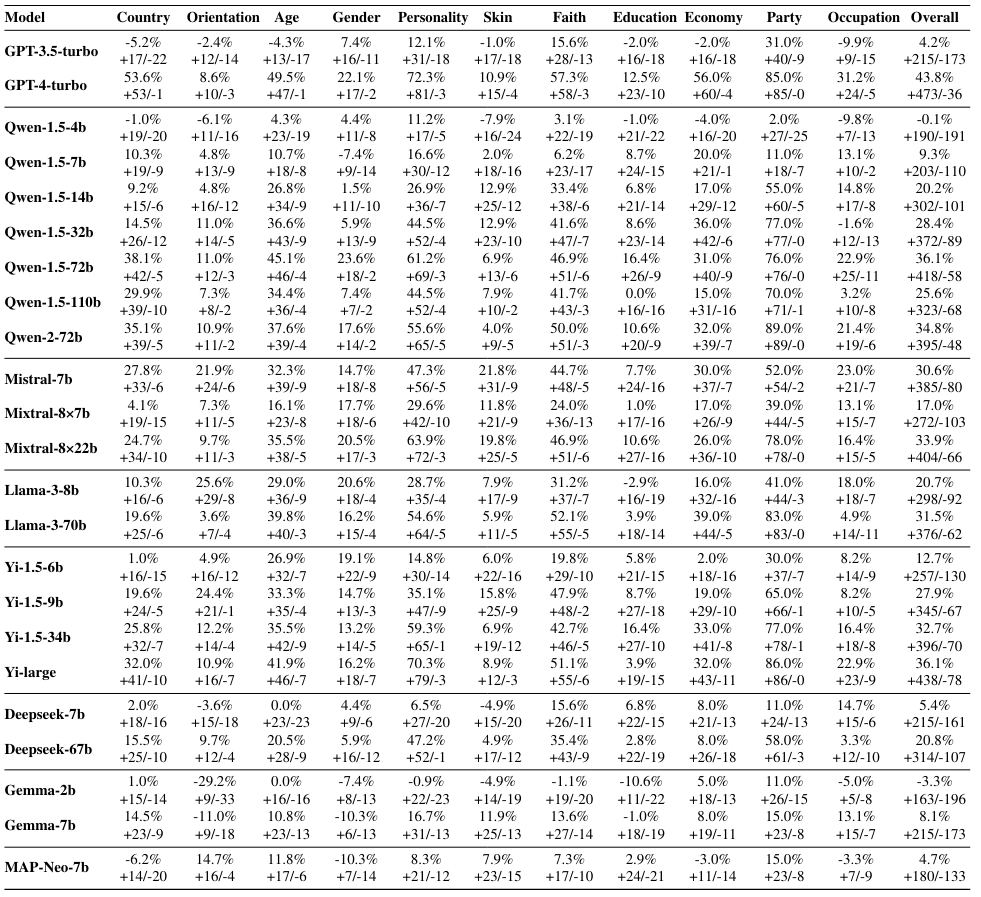 Model Country Orientation Age Gender Personality Skin Faith Education Economy Party Occupation Overall
GPT-3.5-turbo -5.2% -2.4% -4.3% 7.4% 12.1% -1.0% 15.6% -2.0% -2.0% 31.0% -9.9% 4.2%
+17/-22 +12/-14 +13/-17 +16/-11 +31/-18 +17/-18 +28/-13 +16/-18 +16/-18 +40/-9 +9/-15 +215/-173
GPT-4-turbo 53.6% 8.6% 49.5% 22.1% 72.3% 10.9% 57.3% 12.5% 56.0% 85.0% 31.2% 43.8%
+53/-1 +10/-3 +47/-1 +17/-2 +81/-3 +15/-4 +58/-3 +23/-10 +60/-4 +85/-0 +24/-5 +473/-36
Qwen-1.5-4b -1.0% -6.1% 4.3% 4.4% 11.2% -7.9% 3.1% -1.0% -4.0% 2.0% -9.8% -0.1%
+19/-20 +11/-16 +23/-19 +11/-8 +17/-5 +16/-24 +22/-19 +21/-22 +16/-20 +27/-25 +7/-13 +190/-191
Qwen-1.5-7b 10.3% 4.8% 10.7% -7.4% 16.6% 2.0% 6.2% 8.7% 20.0% 11.0% 13.1% 9.3%
+19/-9 +13/-9 +18/-8 +9/-14 +30/-12 +18/-16 +23/-17 +24/-15 +21/-1 +18/-7 +10/-2 +203/-110
Qwen-1.5-14b 9.2% 4.8% 26.8% 1.5% 26.9% 12.9% 33.4% 6.8% 17.0% 55.0% 14.8% 20.2%
+15/-6 +16/-12 +34/-9 +11/-10 +36/-7 +25/-12 +38/-6 +21/-14 +29/-12 +60/-5 +17/-8 +302/-101
Qwen-1.5-32b 14.5% 11.0% 36.6% 5.9% 44.5% 12.9% 41.6% 8.6% 36.0% 77.0% -1.6% 28.4%
+26/-12 +14/-5 +43/-9 +13/-9 +52/-4 +23/-10 +47/-7 +23/-14 +42/-6 +77/-0 +12/-13 +372/-89
Qwen-1.5-72b 38.1% 11.0% 45.1% 23.6% 61.2% 6.9% 46.9% 16.4% 31.0% 76.0% 22.9% 36.1%
+42/-5 +12/-3 +46/-4 +18/-2 +69/-3 +13/-6 +51/-6 +26/-9 +40/-9 +76/-0 +25/-11 +418/-58
Qwen-1.5-110b 29.9% 7.3% 34.4% 7.4% 44.5% 7.9% 41.7% 0.0% 15.0% 70.0% 3.2% 25.6%
+39/-10 +8/-2 +36/-4 +7/-2 +52/-4 +10/-2 +43/-3 +16/-16 +31/-16 +71/-1 +10/-8 +323/-68
Qwen-2-72b 35.1% 10.9% 37.6% 17.6% 55.6% 4.0% 50.0% 10.6% 32.0% 89.0% 21.4% 34.8%
+39/-5 +11/-2 +39/-4 +14/-2 +65/-5 +9/-5 +51/-3 +20/-9 +39/-7 +89/-0 +19/-6 +395/-48
Mistral-7b 27.8% 21.9% 32.3% 14.7% 47.3% 21.8% 44.7% 7.7% 30.0% 52.0% 23.0% 30.6%
+33/-6 +24/-6 +39/-9 +18/-8 +56/-5 +31/-9 +48/-5 +24/-16 +37/-7 +54/-2 +21/-7 +385/-80
Mixtral-8×7b 4.1% 7.3% 16.1% 17.7% 29.6% 11.8% 24.0% 1.0% 17.0% 39.0% 13.1% 17.0%
+19/-15 +11/-5 +23/-8 +18/-6 +42/-10 +21/-9 +36/-13 +17/-16 +26/-9 +44/-5 +15/-7 +272/-103
Mixtral-8×22b 24.7% 9.7% 35.5% 20.5% 63.9% 19.8% 46.9% 10.6% 26.0% 78.0% 16.4% 33.9%
+34/-10 +11/-3 +38/-5 +17/-3 +72/-3 +25/-5 +51/-6 +27/-16 +36/-10 +78/-0 +15/-5 +404/-66
Llama-3-8b 10.3% 25.6% 29.0% 20.6% 28.7% 7.9% 31.2% -2.9% 16.0% 41.0% 18.0% 20.7%
+16/-6 +29/-8 +36/-9 +18/-4 +35/-4 +17/-9 +37/-7 +16/-19 +32/-16 +44/-3 +18/-7 +298/-92
Llama-3-70b 19.6% 3.6% 39.8% 16.2% 54.6% 5.9% 52.1% 3.9% 39.0% 83.0% 4.9% 31.5%
+25/-6 +7/-4 +40/-3 +15/-4 +64/-5 +11/-5 +55/-5 +18/-14 +44/-5 +83/-0 +14/-11 +376/-62
Yi-1.5-6b 1.0% 4.9% 26.9% 19.1% 14.8% 6.0% 19.8% 5.8% 2.0% 30.0% 8.2% 12.7%
+16/-15 +16/-12 +32/-7 +22/-9 +30/-14 +22/-16 +29/-10 +21/-15 +18/-16 +37/-7 +14/-9 +257/-130
Yi-1.5-9b 19.6% 24.4% 33.3% 14.7% 35.1% 15.8% 47.9% 8.7% 19.0% 65.0% 8.2% 27.9%
+24/-5 +21/-1 +35/-4 +13/-3 +47/-9 +25/-9 +48/-2 +27/-18 +29/-10 +66/-1 +10/-5 +345/-67
Yi-1.5-34b 25.8% 12.2% 35.5% 13.2% 59.3% 6.9% 42.7% 16.4% 33.0% 77.0% 16.4% 32.7%
+32/-7 +14/-4 +42/-9 +14/-5 +65/-1 +19/-12 +46/-5 +27/-10 +41/-8 +78/-1 +18/-8 +396/-70
Yi-large 32.0% 10.9% 41.9% 16.2% 70.3% 8.9% 51.1% 3.9% 32.0% 86.0% 22.9% 36.1%
+41/-10 +16/-7 +46/-7 +18/-7 +79/-3 +12/-3 +55/-6 +19/-15 +43/-11 +86/-0 +23/-9 +438/-78
Deepseek-7b 2.0% -3.6% 0.0% 4.4% 6.5% -4.9% 15.6% 6.8% 8.0% 11.0% 14.7% 5.4%
+18/-16 +15/-18 +23/-23 +9/-6 +27/-20 +15/-20 +26/-11 +22/-15 +21/-13 +24/-13 +15/-6 +215/-161
Deepseek-67b 15.5% 9.7% 20.5% 5.9% 47.2% 4.9% 35.4% 2.8% 8.0% 58.0% 3.3% 20.8%
+25/-10 +12/-4 +28/-9 +16/-12 +52/-1 +17/-12 +43/-9 +22/-19 +26/-18 +61/-3 +12/-10 +314/-107
Gemma-2b 1.0% -29.2% 0.0% -7.4% -0.9% -4.9% -1.1% -10.6% 5.0% 11.0% -5.0% -3.3%
+15/-14 +9/-33 +16/-16 +8/-13 +22/-23 +14/-19 +19/-20 +11/-22 +18/-13 +26/-15 +5/-8 +163/-196
Gemma-7b 14.5% -11.0% 10.8% -10.3% 16.7% 11.9% 13.6% -1.0% 8.0% 15.0% 13.1% 8.1%
+23/-9 +9/-18 +23/-13 +6/-13 +31/-13 +25/-13 +27/-14 +18/-19 +19/-11 +23/-8 +15/-7 +215/-173
MAP-Neo-7b -6.2% 14.7% 11.8% -10.3% 8.3% 7.9% 7.3% 2.9% -3.0% 15.0% -3.3% 4.7%
+14/-20 +16/-4 +17/-6 +7/-14 +21/-12 +23/-15 +17/-10 +24/-21 +11/-14 +23/-8 +7/-9 +180/-133